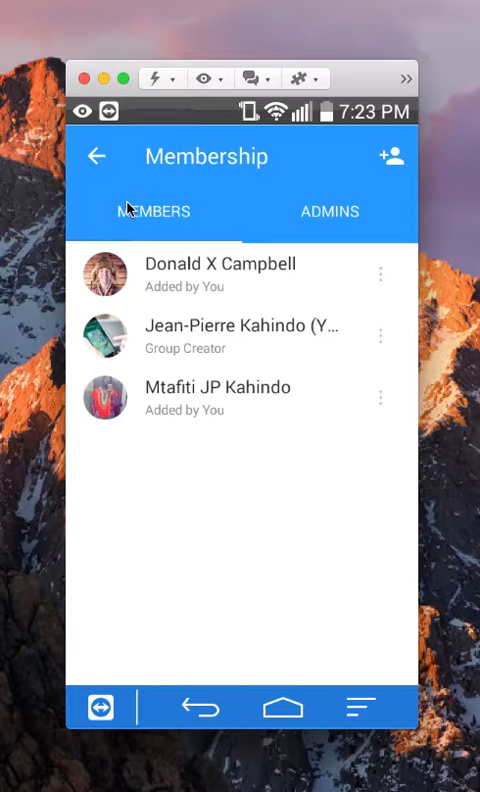 7:23 PM
Membership
MEMBERS
ADMINS
Donald X Campbell
Added by You
Jean-Pierre Kahindo (Y...
Group Creator
Mtafiti JP Kahindo
Added by You